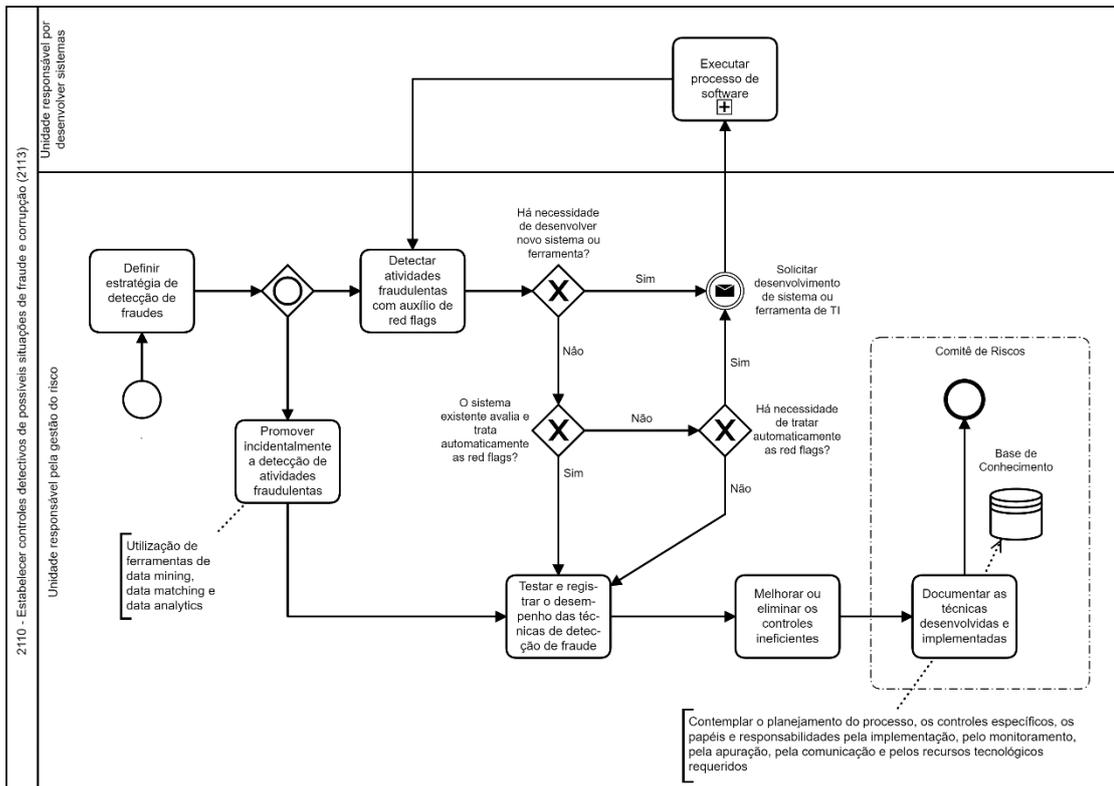 2110 - Estabelecer controles detectivos de possíveis situações de fraude e corrupção (2113)
Unidade responsável por
desenvolver sistemas
Executar
processo de
software
Unidade responsável pela gestão do risco
Definir
estratégia de
detecção de
fraudes
Detectar
atividades
fraudulentas
com auxílio de
red flags
Há necessidade
de desenvolver
novo sistema ou
ferramenta?
Sim
Solicitar
desenvolvimento
de sistema ou
ferramenta de TI
Não
Sim
O sistema
existente avalia e
trata
automaticamente
as red flags?
Não
Há necessidade
de tratar
automaticamente
as red flags?
Sim
Não
Promover
incidentalmente
a detecção de
atividades
fraudulentas
Utilização de
ferramentas de
data mining,
data matching e
data analytics
Testar e regis-
trar o desem-
penho das téc-
nicas de detec-
ção de fraude
Melhorar ou
eliminar os
controles
ineficientes
Comitê de Riscos
Base de
Conhecimento
Documentar as
técnicas
desenvolvidas e
implementadas
Contemplar o planejamento do processo, os controles específicos, os
papéis e responsabilidades pela implementação, pelo monitoramento,
pela apuração, pela comunicação e pelos recursos tecnológicos
requeridos